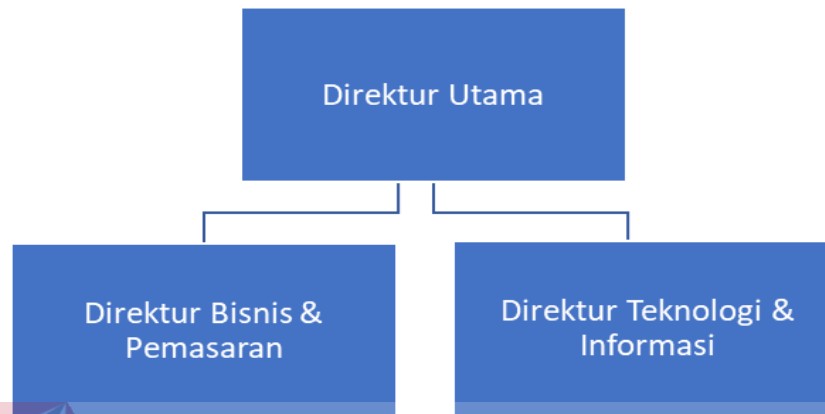 Direktur Utama
Direktur Bisnis &
Pemasaran
Direktur Teknologi &
Informasi